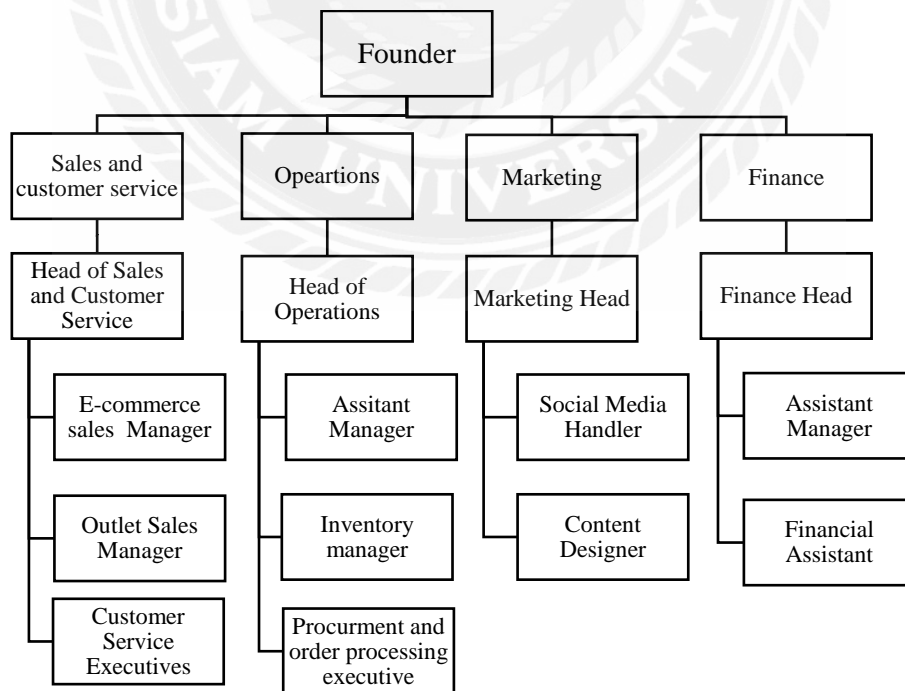 SIAM UNIVERSITY
Founder
Sales and
customer service
Opeartions
Marketing
Finance
Head of Sales
and Customer
Service
Head of
Operations
Marketing Head
Finance Head
E-commerce
sales Manager
Assitant
Manager
Social Media
Handler
Assistant
Manager
Outlet Sales
Manager
Inventory
manager
Content
Designer
Financial
Assistant
Customer
Service
Executives
Procurment and
order processing
executive